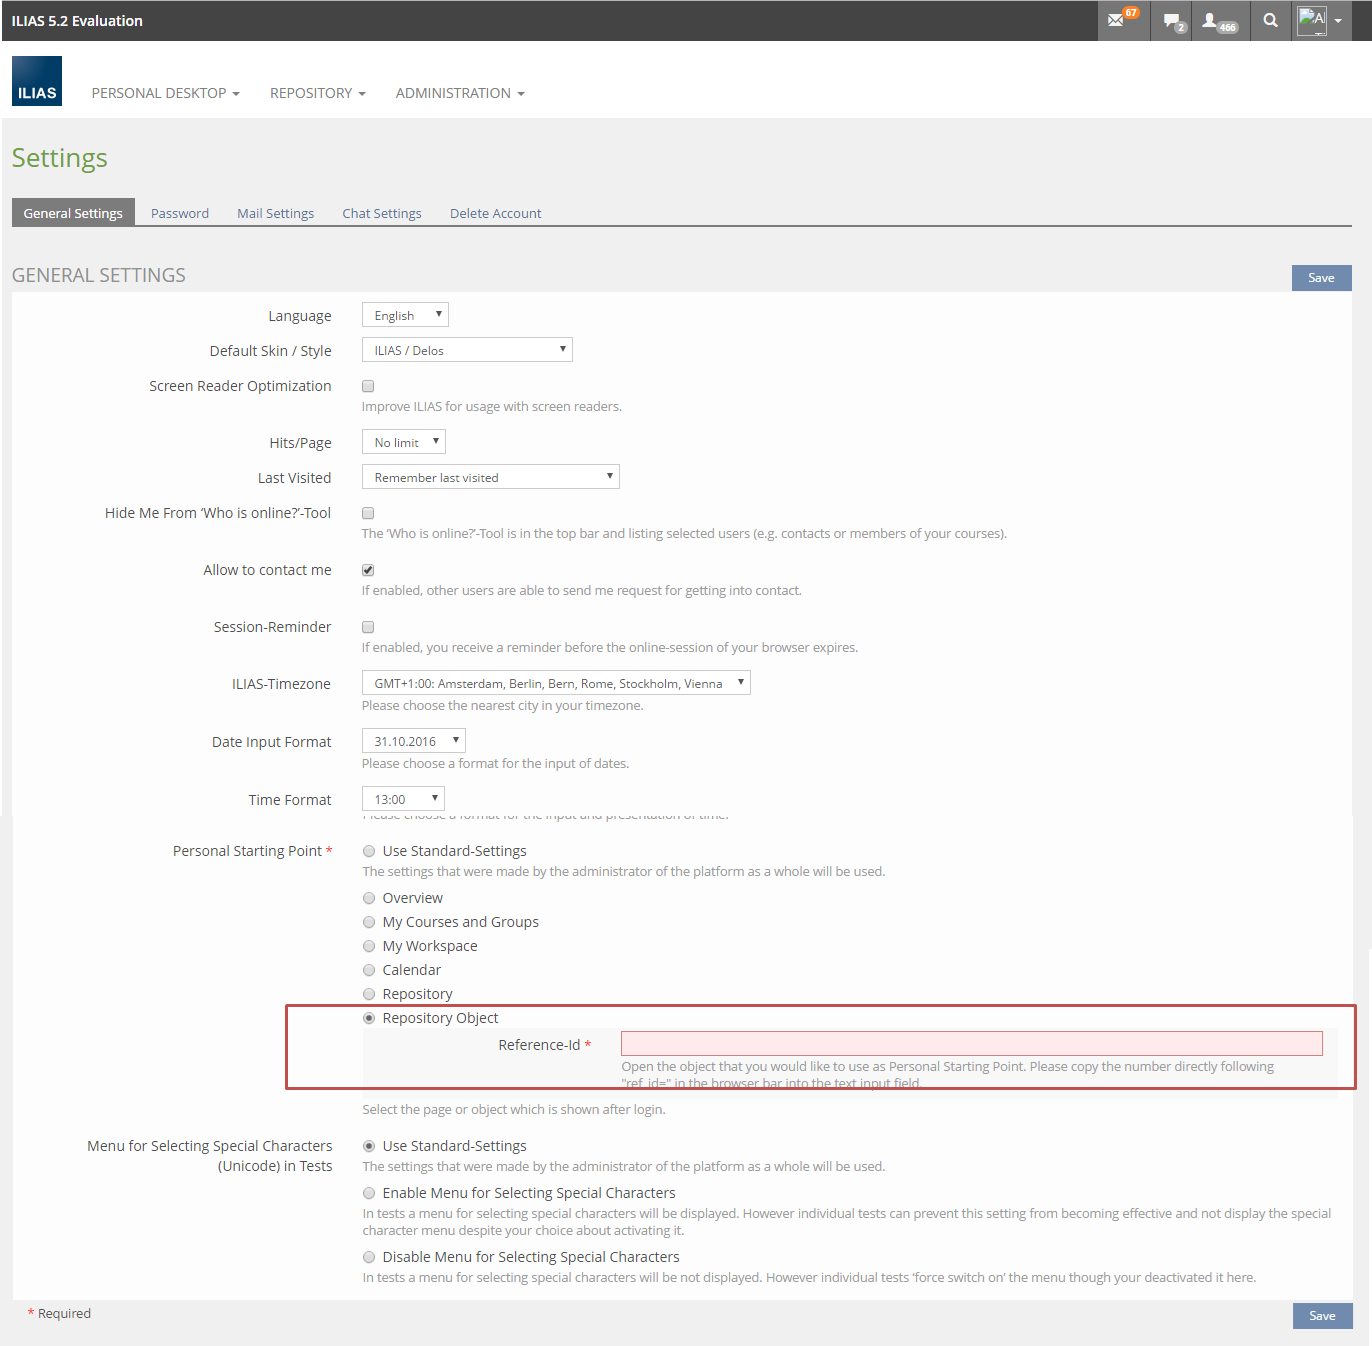 ILIAS 5.2 Evaluation
67
2
466
A
ILIAS
PERSONAL DESKTOP
REPOSITORY
ADMINISTRATION
Settings
General Settings
Password
Mail Settings
Chat Settings
Delete Account
GENERAL SETTINGS
Save
Language
English
Default Skin / Style
ILIAS / Delos
Screen Reader Optimization
Improve ILIAS for usage with screen readers.
Hits/Page
No limit
Last Visited
Remember last visited
Hide Me From ‘Who is online?’-Tool
The ‘Who is online?’-Tool is in the top bar and listing selected users (e.g. contacts or members of your courses).
Allow to contact me
If enabled, other users are able to send me request for getting into contact.
Session-Reminder
If enabled, you receive a reminder before the online-session of your browser expires.
ILIAS-Timezone
GMT+1:00: Amsterdam, Berlin, Bern, Rome, Stockholm, Vienna
Please choose the nearest city in your timezone.
Date Input Format
31.10.2016
Please choose a format for the input of dates.
Time Format
13:00
Please choose a format for the input and presentation of time.
Personal Starting Point *
Use Standard-Settings
The settings that were made by the administrator of the platform as a whole will be used.
Overview
My Courses and Groups
My Workspace
Calendar
Repository
Repository Object
Reference-Id *
Open the object that you would like to use as Personal Starting Point. Please copy the number directly following
"ref_id=" in the browser bar into the text input field.
Select the page or object which is shown after login.
Menu for Selecting Special Characters
(Unicode) in Tests
Use Standard-Settings
The settings that were made by the administrator of the platform as a whole will be used.
Enable Menu for Selecting Special Characters
In tests a menu for selecting special characters will be displayed. However individual tests can prevent this setting from becoming effective and not display the special
character menu despite your choice about activating it.
Disable Menu for Selecting Special Characters
In tests a menu for selecting special characters will be not displayed. However individual tests ‘force switch on’ the menu though your deactivated it here.
* Required
Save